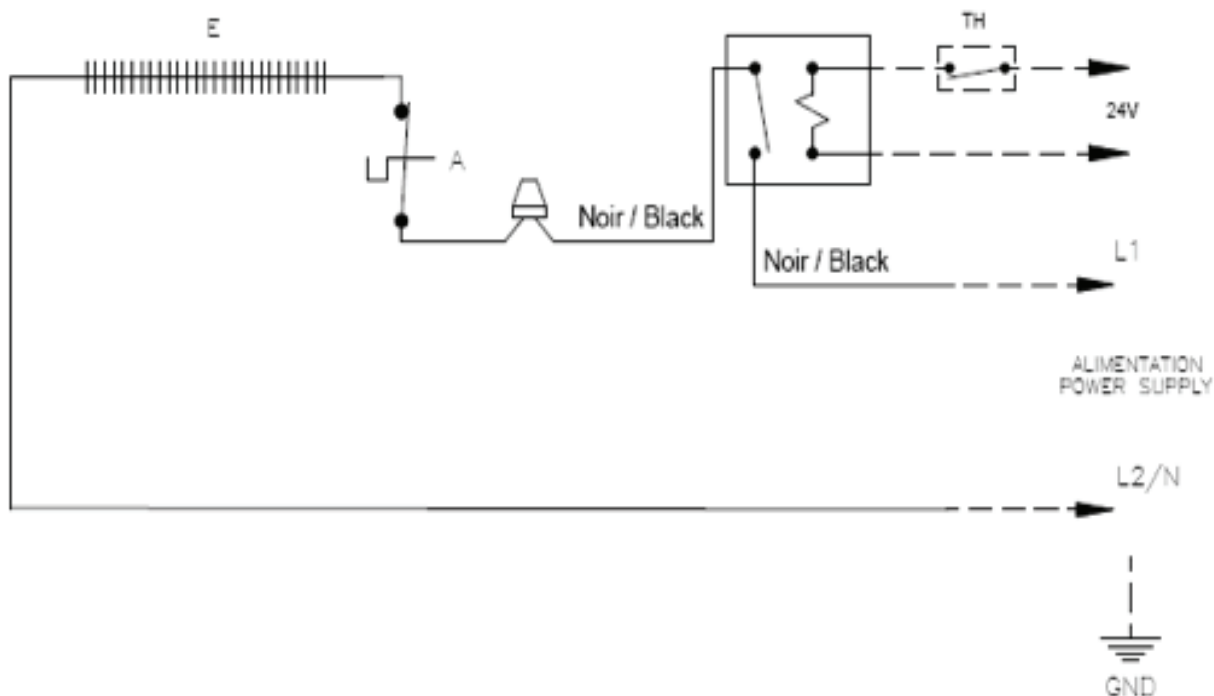 E
TH
24V
A
Noir / Black
Noir / Black
L1
ALIMENTATION
POWER SUPPLY
L2/N
GND